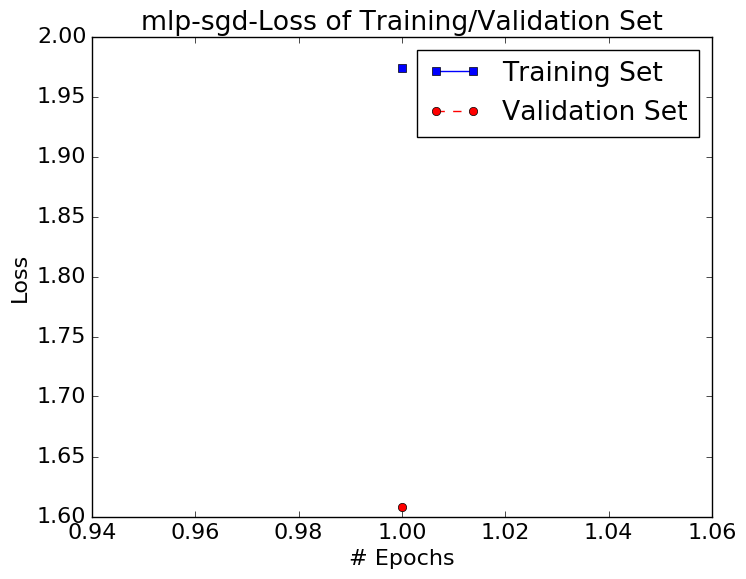 mlp-sgd-Loss of Training/Validation Set
2.00
1.95
1.90
1.85
1.80
1.75
1.70
1.65
1.60
Loss
Training Set
Validation Set
0.94 0.96 0.98 1.00 1.02 1.04 1.06
# Epochs